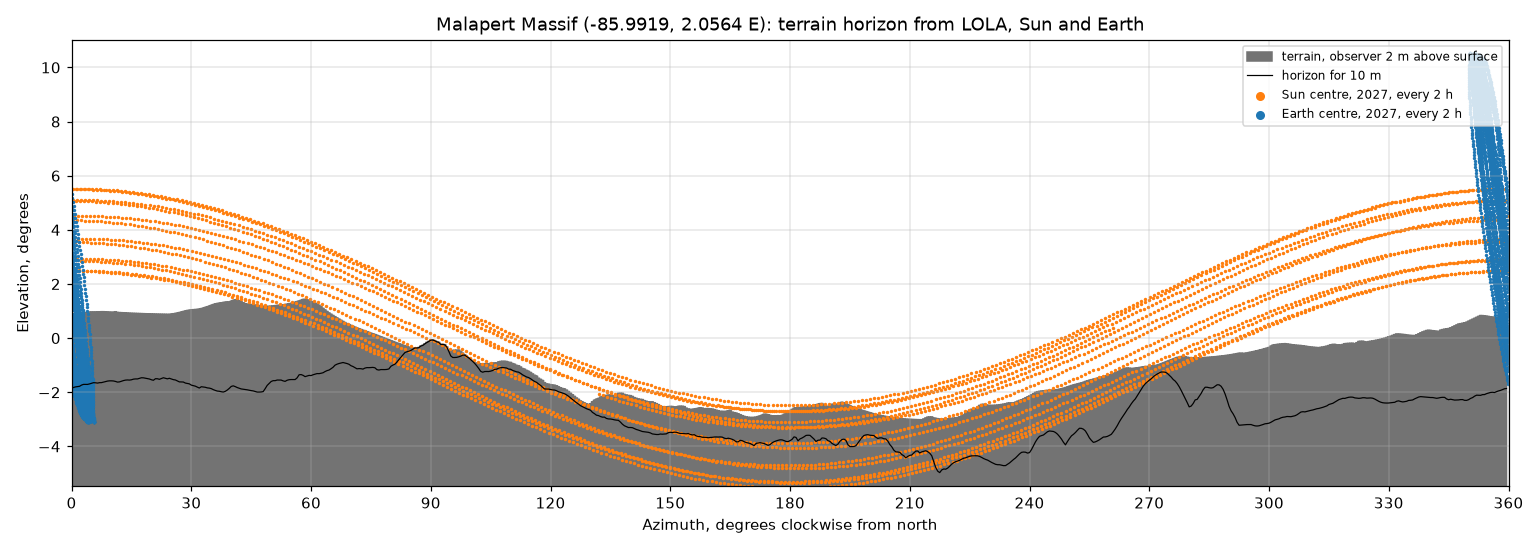 Malapert Massif (-85.9919, 2.0564 E): terrain horizon from LOLA, Sun and Earth
terrain, observer 2 m above surface
horizon for 10 m
Sun centre, 2027, every 2 h
Earth centre, 2027, every 2 h
Elevation, degrees
10
8
6
4
2
0
−2
−4
0 30 60 90 120 150 180 210 240 270 300 330 360
Azimuth, degrees clockwise from north